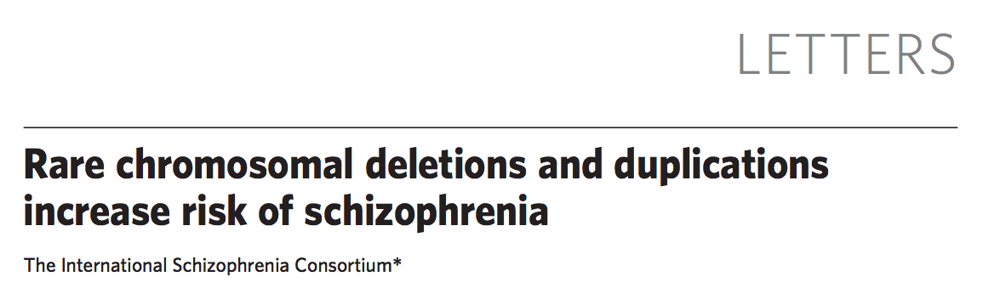 LETTERS
Rare chromosomal deletions and duplications
increase risk of schizophrenia
The International Schizophrenia Consortium*